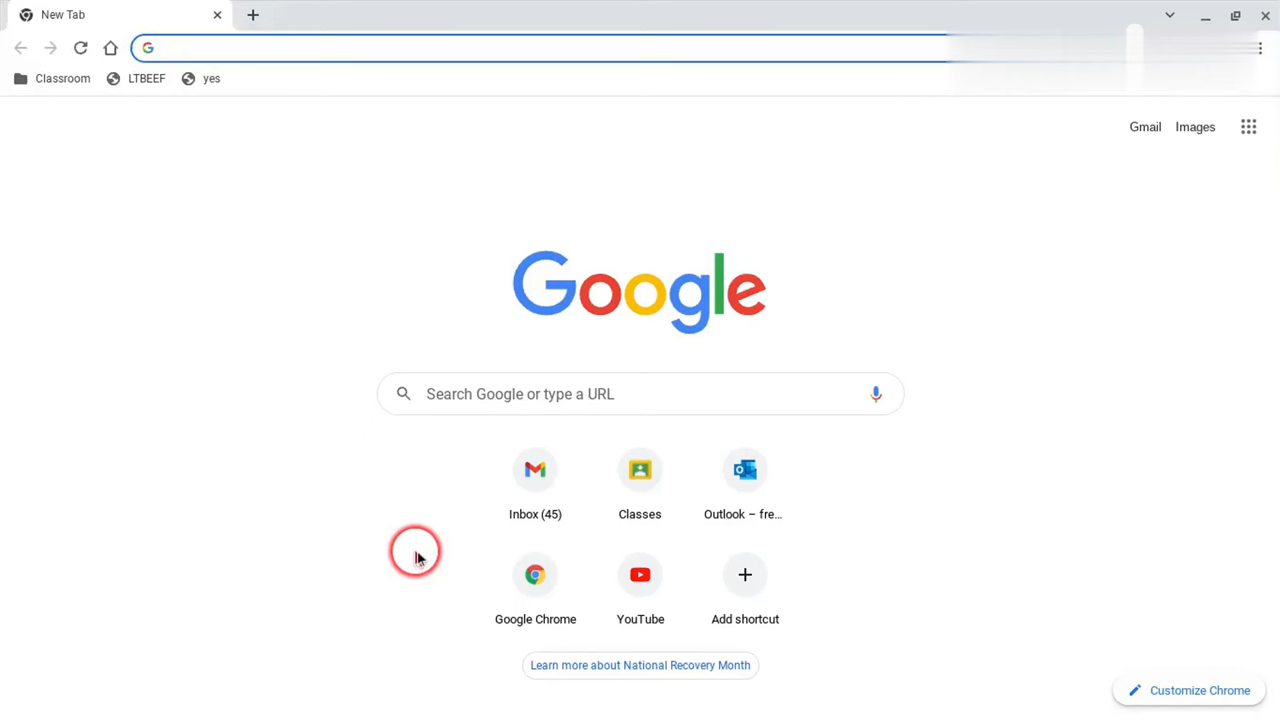 New Tab
Classroom LTBEEF yes
Gmail Images
Google
Search Google or type a URL
Inbox (45) Classes Outlook – fre...
Google Chrome YouTube Add shortcut
Learn more about National Recovery Month
Customize Chrome